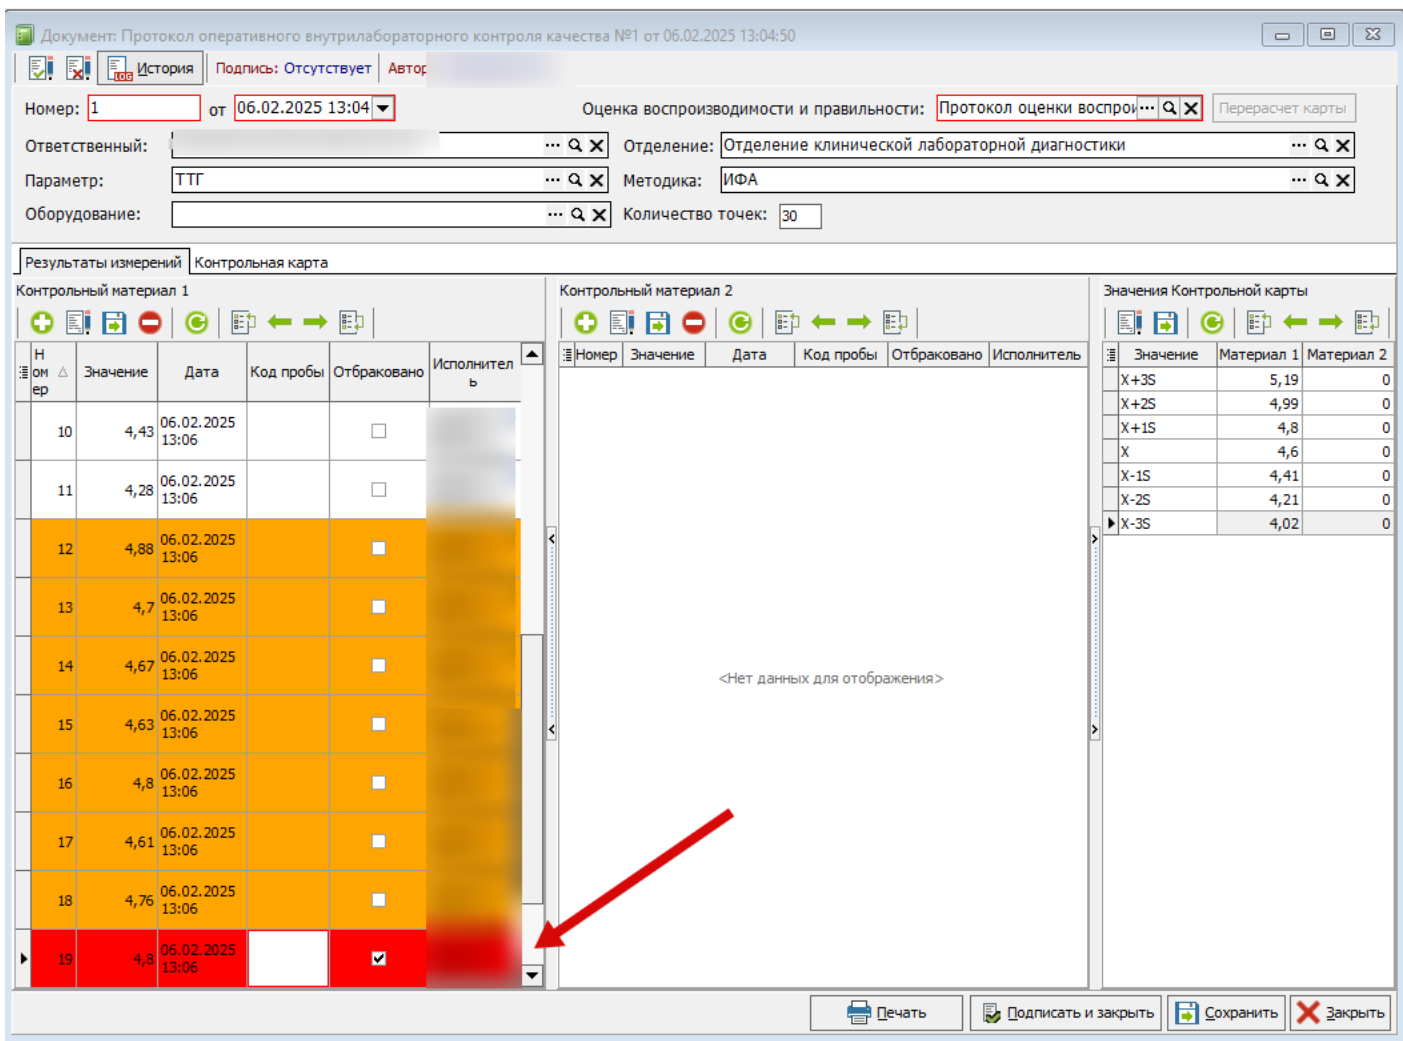 Документ: Протокол оперативного внутрилабораторного контроля качества №1 от 06.02.2025 13:04:50
LOG История Подпись: Отсутствует Автор
Номер: 1 от 06.02.2025 13:04 Оценка воспроизводимости и правильности: Протокол оценки воспрои ... Перерасчет карты
Ответственный: ... Отделение: Отделение клинической лабораторной диагностики ...
Параметр: ТТГ ... Методика: ИФА ...
Оборудование: ... Количество точек: 30
Результаты измерений Контрольная карта
Контрольный материал 1
Номер Значение Дата Код пробы Отбраковано Исполнитель
10 4,43 06.02.2025 13:06
11 4,28 06.02.2025 13:06
12 4,88 06.02.2025 13:06
13 4,7 06.02.2025 13:06
14 4,67 06.02.2025 13:06
15 4,63 06.02.2025 13:06
16 4,8 06.02.2025 13:06
17 4,61 06.02.2025 13:06
18 4,76 06.02.2025 13:06
19 4,8 06.02.2025 13:06
Контрольный материал 2
Номер Значение Дата Код пробы Отбраковано Исполнитель
<Нет данных для отображения>
Значения Контрольной карты
Значение Материал 1 Материал 2
X+3S 5,19 0
X+2S 4,99 0
X+1S 4,8 0
X 4,6 0
X-1S 4,41 0
X-2S 4,21 0
X-3S 4,02 0
Печать Подписать и закрыть Сохранить Закрыть